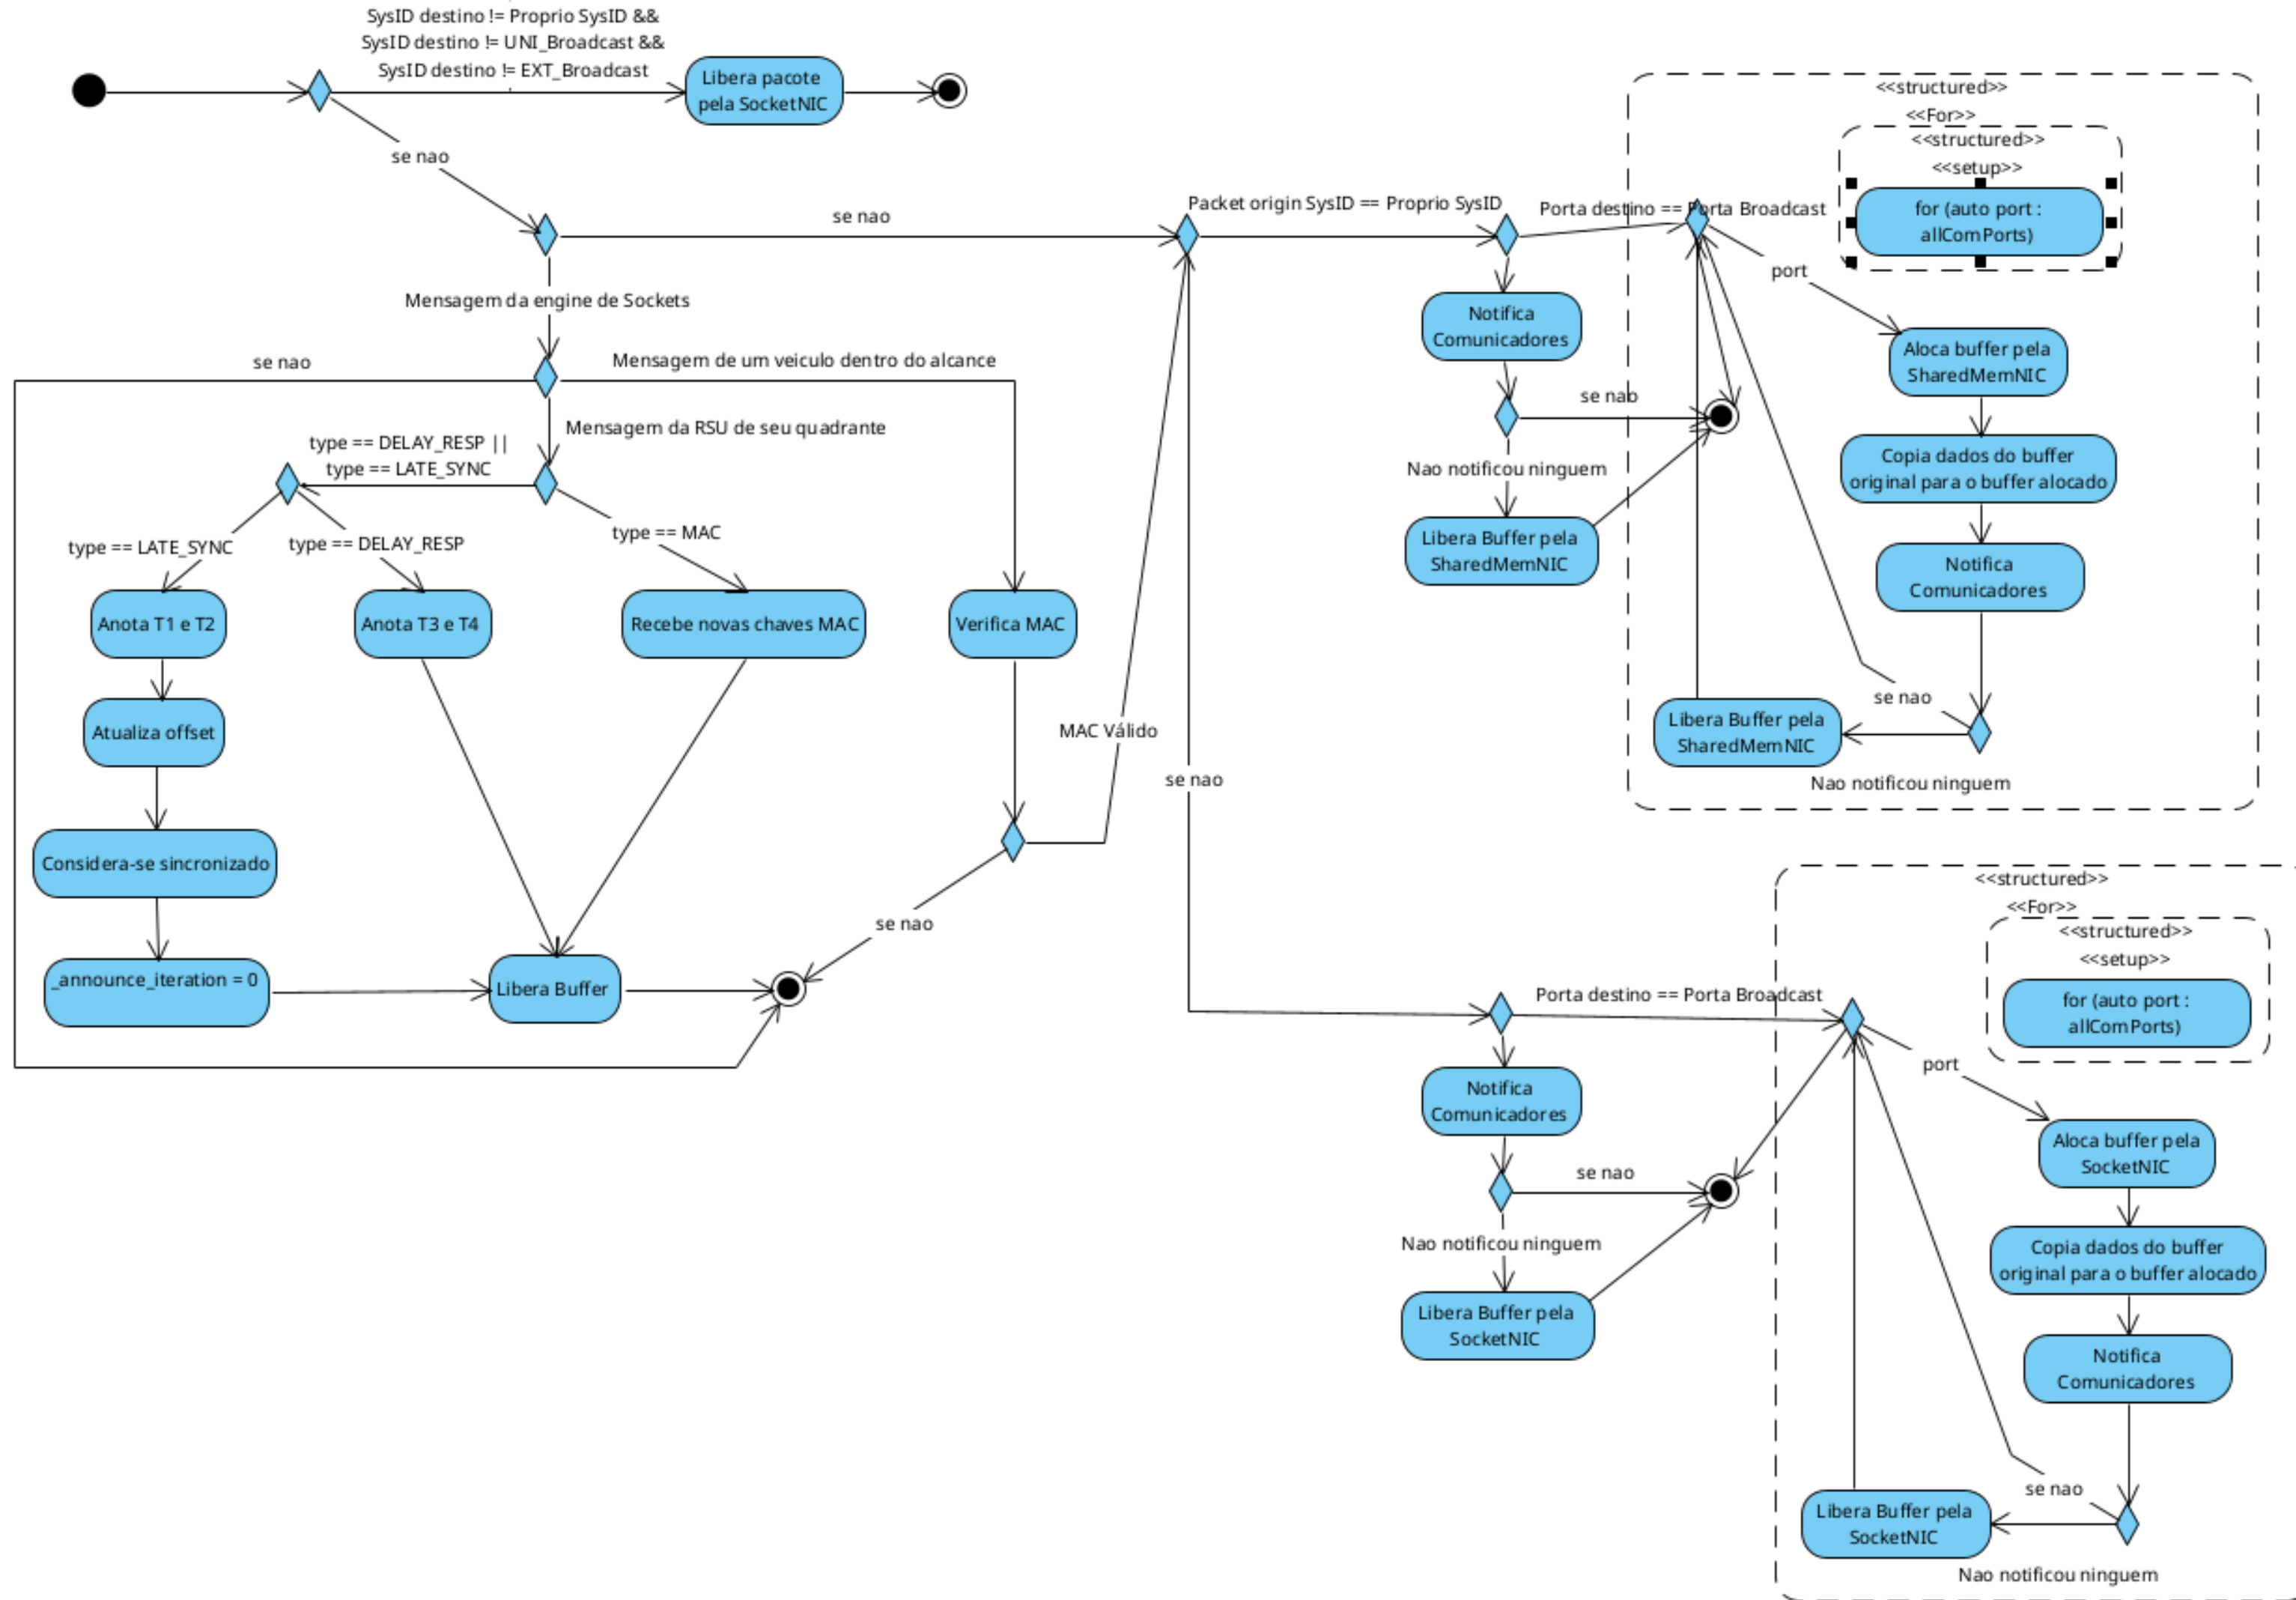 SysID destino != Proprio SysID &&
SysID destino != UNI_Broadcast &&
SysID destino != EXT_Broadcast
Libera pacote
pela SocketNIC
se nao
se nao
Mensagem da engine de Sockets
se nao
Mensagem de um veiculo dentro do alcance
Mensagem da RSU de seu quadrante
type == DELAY_RESP ||
type == LATE_SYNC
type == LATE_SYNC
type == DELAY_RESP
type == MAC
Anota T1 e T2
Anota T3 e T4
Recebe novas chaves MAC
Verifica MAC
Atualiza offset
MAC Válido
Considera-se sincronizado
se nao
_announce_iteration = 0
Libera Buffer
se nao
Packet origin SysID == Proprio SysID
Porta destino == Porta Broadcast
Notifica
Comunicadores
se nao
Nao notificou ninguem
Libera Buffer pela
SharedMemNIC
<<structured>>
<<For>>
<<structured>>
<<setup>>
for (auto port :
allComPorts)
port
Aloca buffer pela
SharedMemNIC
Copia dados do buffer
original para o buffer alocado
Notifica
Comunicadores
se nao
Libera Buffer pela
SharedMemNIC
Nao notificou ninguem
Porta destino == Porta Broadcast
Notifica
Comunicadores
se nao
Nao notificou ninguem
Libera Buffer pela
SocketNIC
<<structured>>
<<For>>
<<structured>>
<<setup>>
for (auto port :
allComPorts)
port
Aloca buffer pela
SocketNIC
Copia dados do buffer
original para o buffer alocado
Notifica
Comunicadores
se nao
Libera Buffer pela
SocketNIC
Nao notificou ninguem